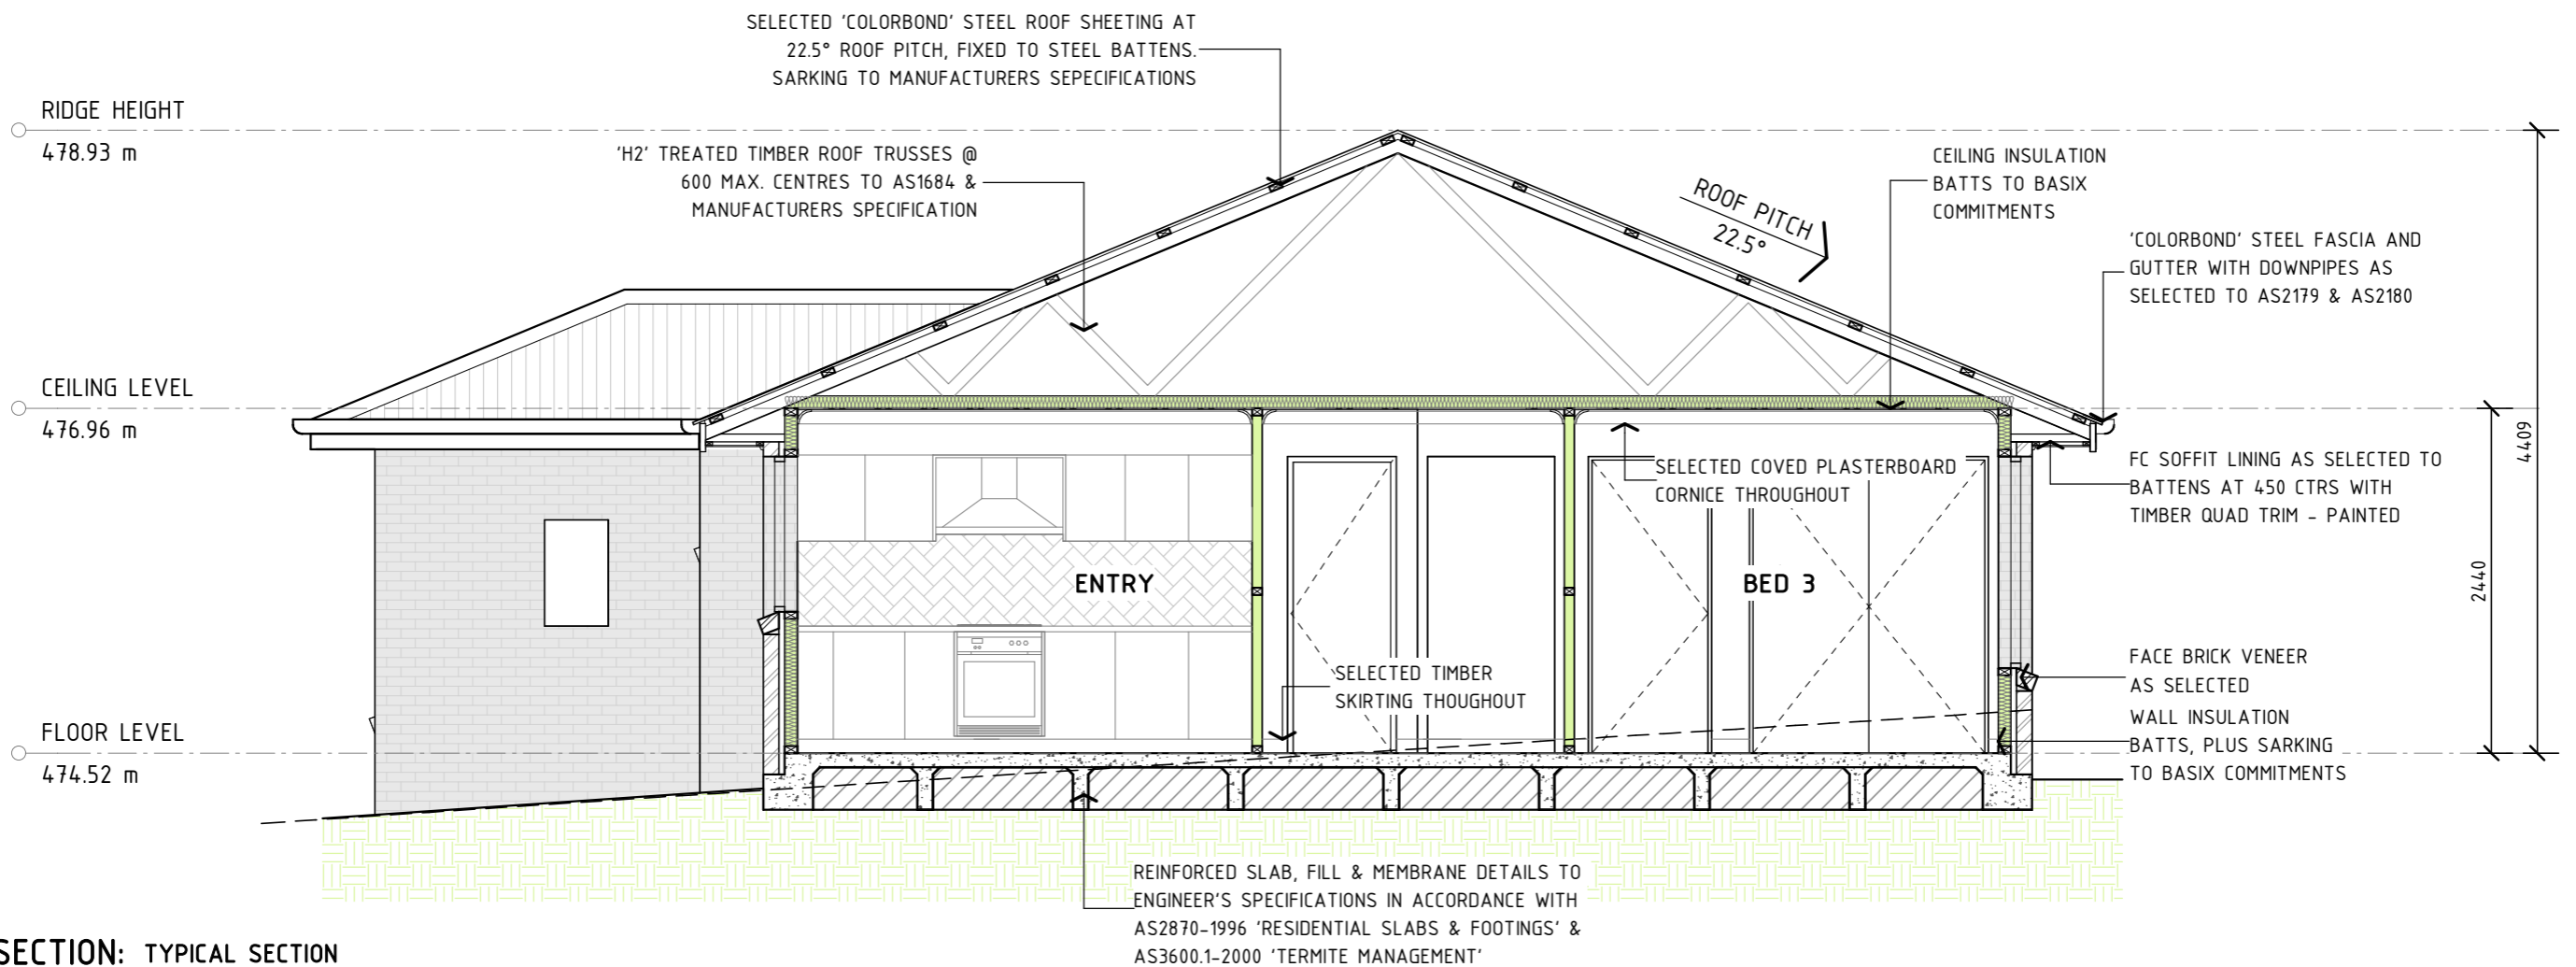 SELECTED 'COLORBOND' STEEL ROOF SHEETING AT
22.5° ROOF PITCH, FIXED TO STEEL BATTENS.
SARKING TO MANUFACTURERS SEPECIFICATIONS
RIDGE HEIGHT
478.93 m
'H2' TREATED TIMBER ROOF TRUSSES @
600 MAX. CENTRES TO AS1684 &
MANUFACTURERS SPECIFICATION
ROOF PITCH
22.5°
CEILING INSULATION
BATTS TO BASIX
COMMITMENTS
'COLORBOND' STEEL FASCIA AND
GUTTER WITH DOWNPIPES AS
SELECTED TO AS2179 & AS2180
CEILING LEVEL
476.96 m
4409
FC SOFFIT LINING AS SELECTED TO
BATTENS AT 450 CTRS WITH
TIMBER QUAD TRIM - PAINTED
SELECTED COVED PLASTERBOARD
CORNICE THROUGHOUT
ENTRY
BED 3
2440
SELECTED TIMBER
SKIRTING THOUGHOUT
FACE BRICK VENEER
AS SELECTED
WALL INSULATION
BATTS, PLUS SARKING
TO BASIX COMMITMENTS
FLOOR LEVEL
474.52 m
REINFORCED SLAB, FILL & MEMBRANE DETAILS TO
ENGINEER'S SPECIFICATIONS IN ACCORDANCE WITH
AS2870-1996 'RESIDENTIAL SLABS & FOOTINGS' &
AS3600.1-2000 'TERMITE MANAGEMENT'
SECTION: TYPICAL SECTION